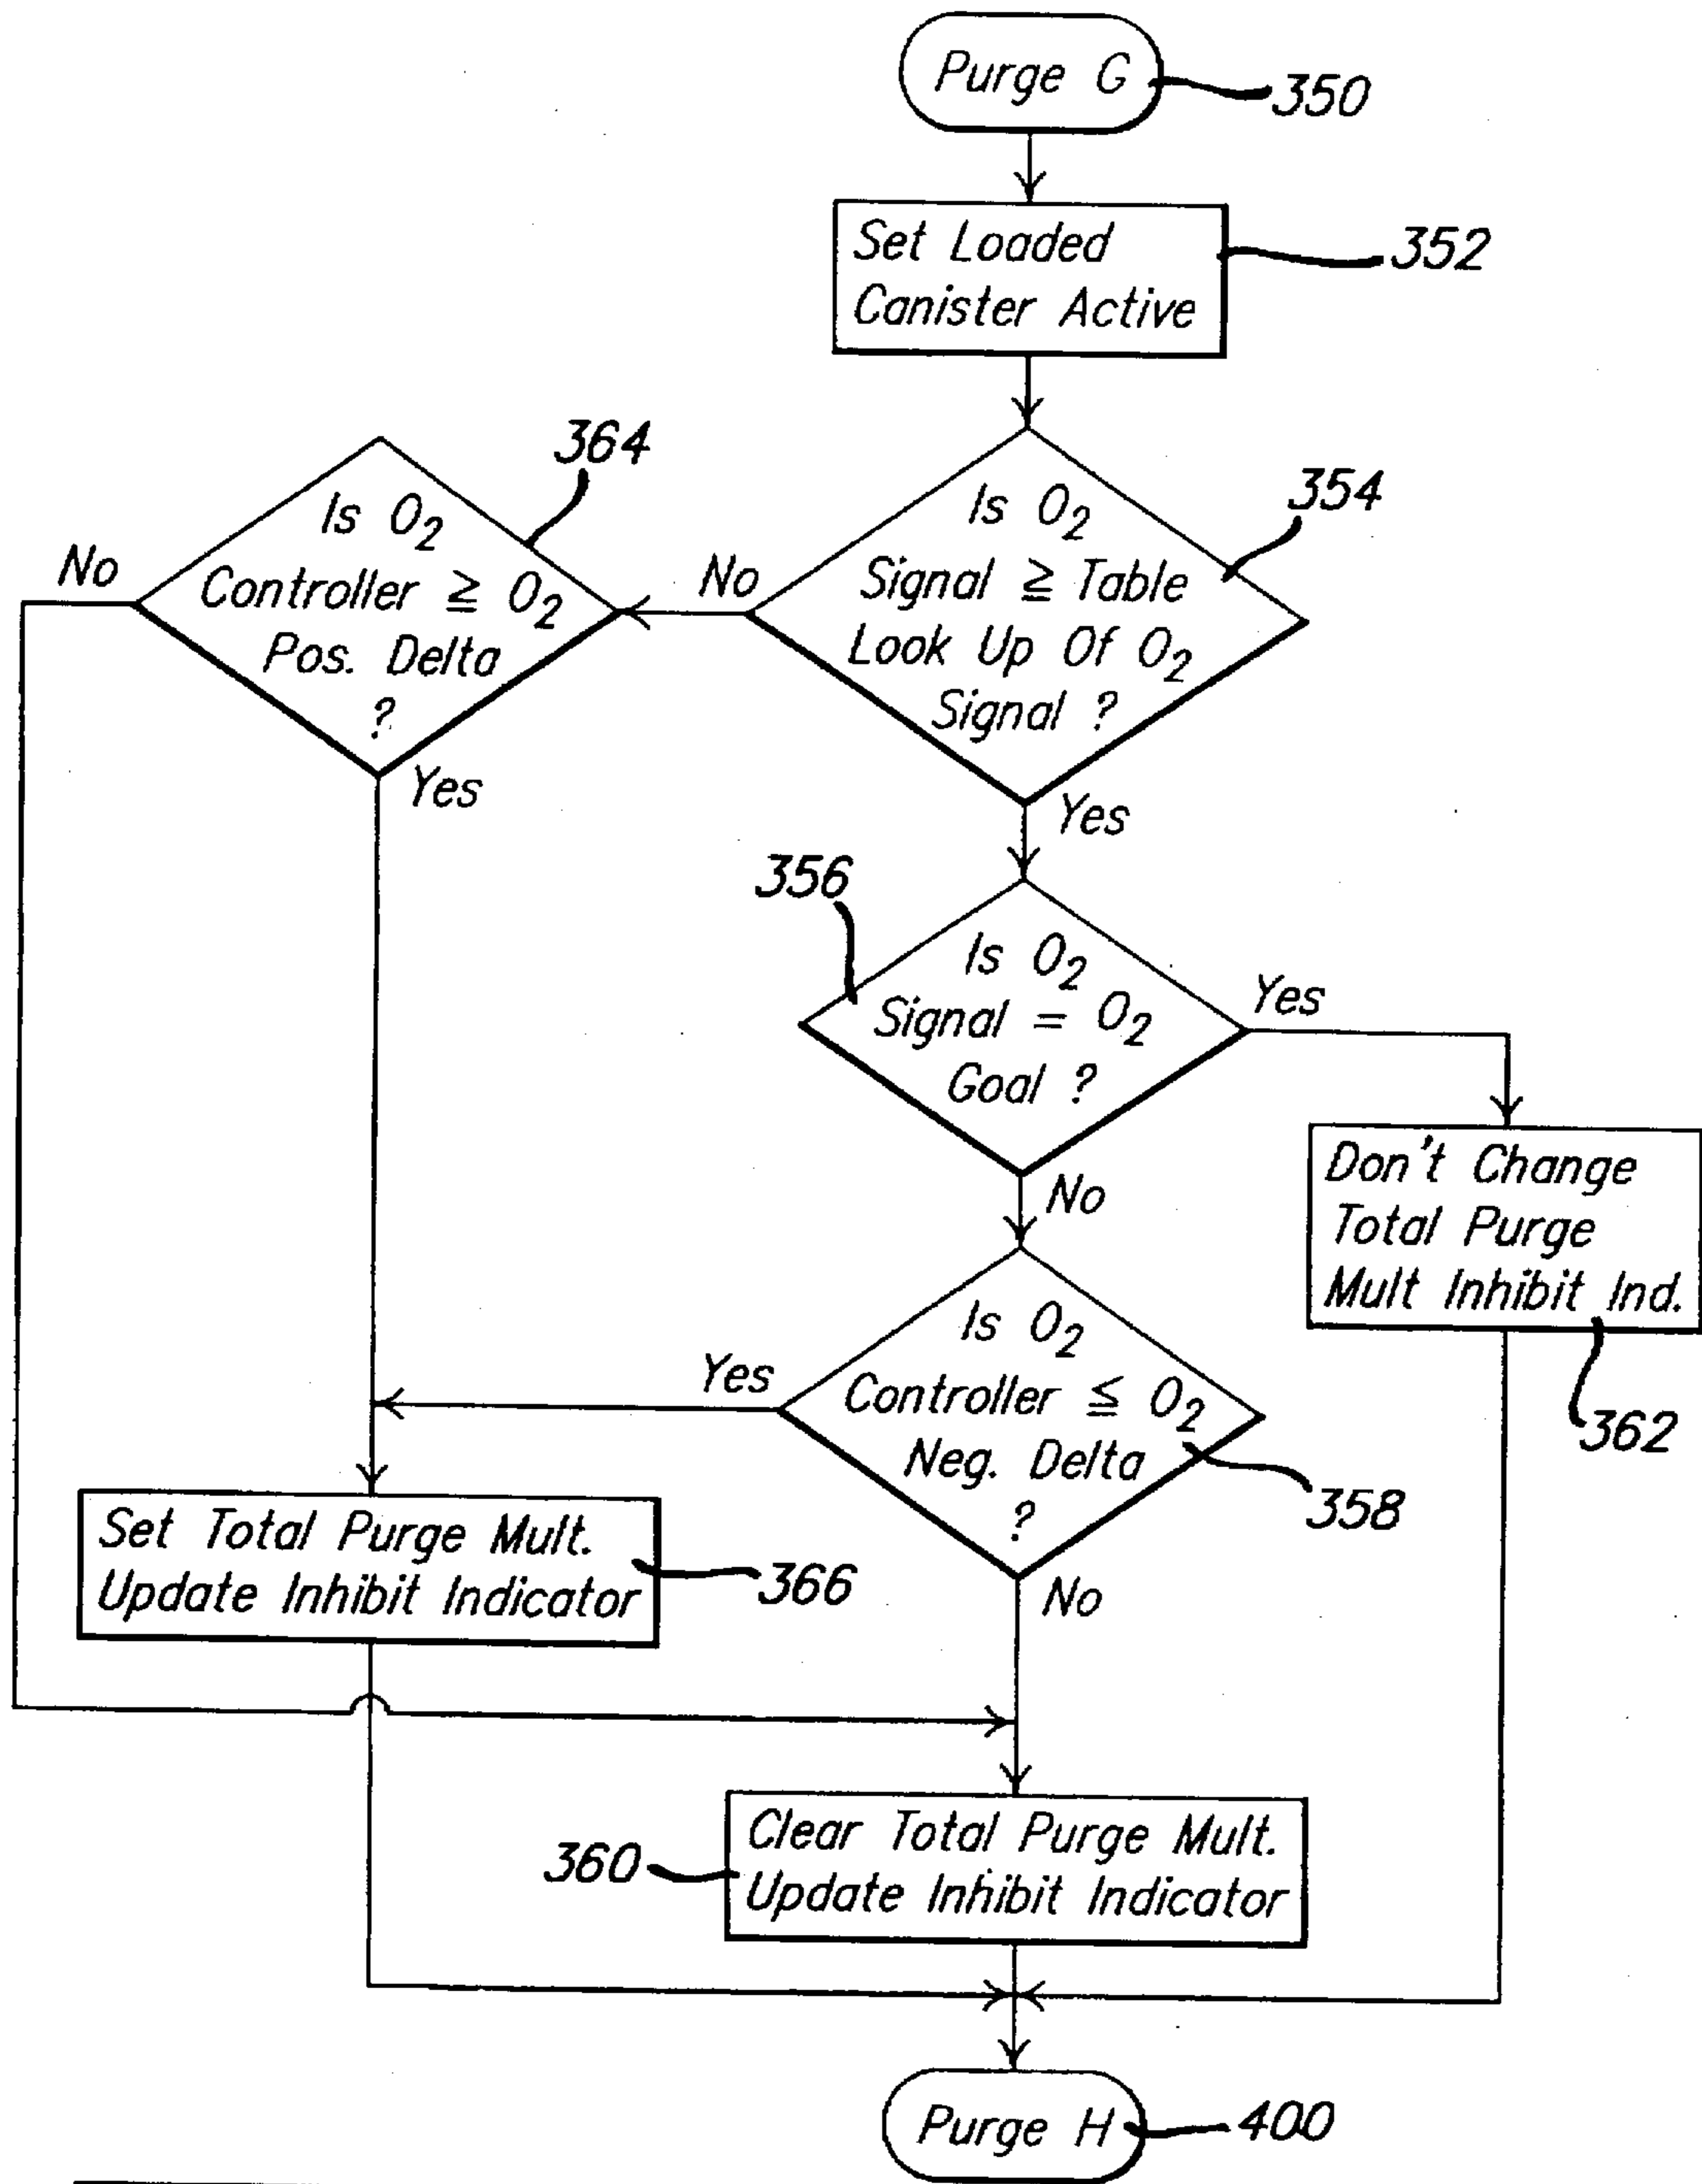 Purge G
350
Set Loaded
Canister Active
352
Is O2
Signal ≧ Table
Look Up Of O2
Signal ?
354
No
Yes
Is O2
Controller ≧ O2
Pos. Delta
?
364
No
Yes
Is O2
Signal = O2
Goal ?
356
Yes
No
Don't Change
Total Purge
Mult Inhibit Ind.
362
Is O2
Controller ≦ O2
Neg. Delta
?
358
Yes
No
Set Total Purge Mult.
Update Inhibit Indicator
366
Clear Total Purge Mult.
Update Inhibit Indicator
360
Purge H
400